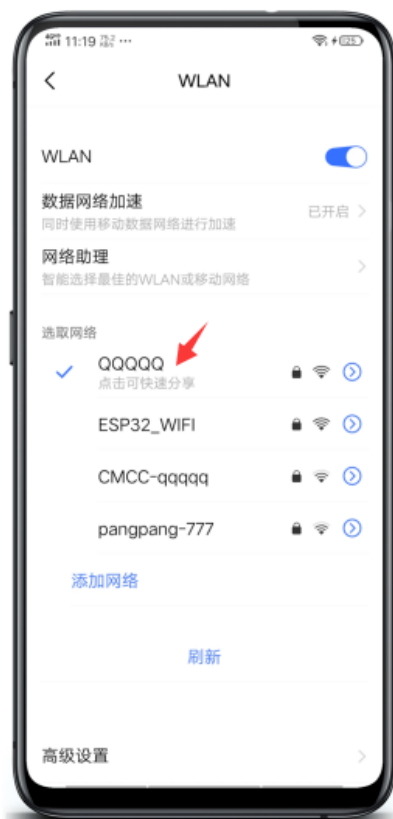 11:19
WLAN
WLAN
数据网络加速
已开启
同时使用移动数据网络进行加速
网络助理
智能选择最佳的WLAN或移动网络
选取网络
QQQQQ
点击可快速分享
ESP32_WIFI
CMCC-qqqqq
pangpang-777
添加网络
刷新
高级设置